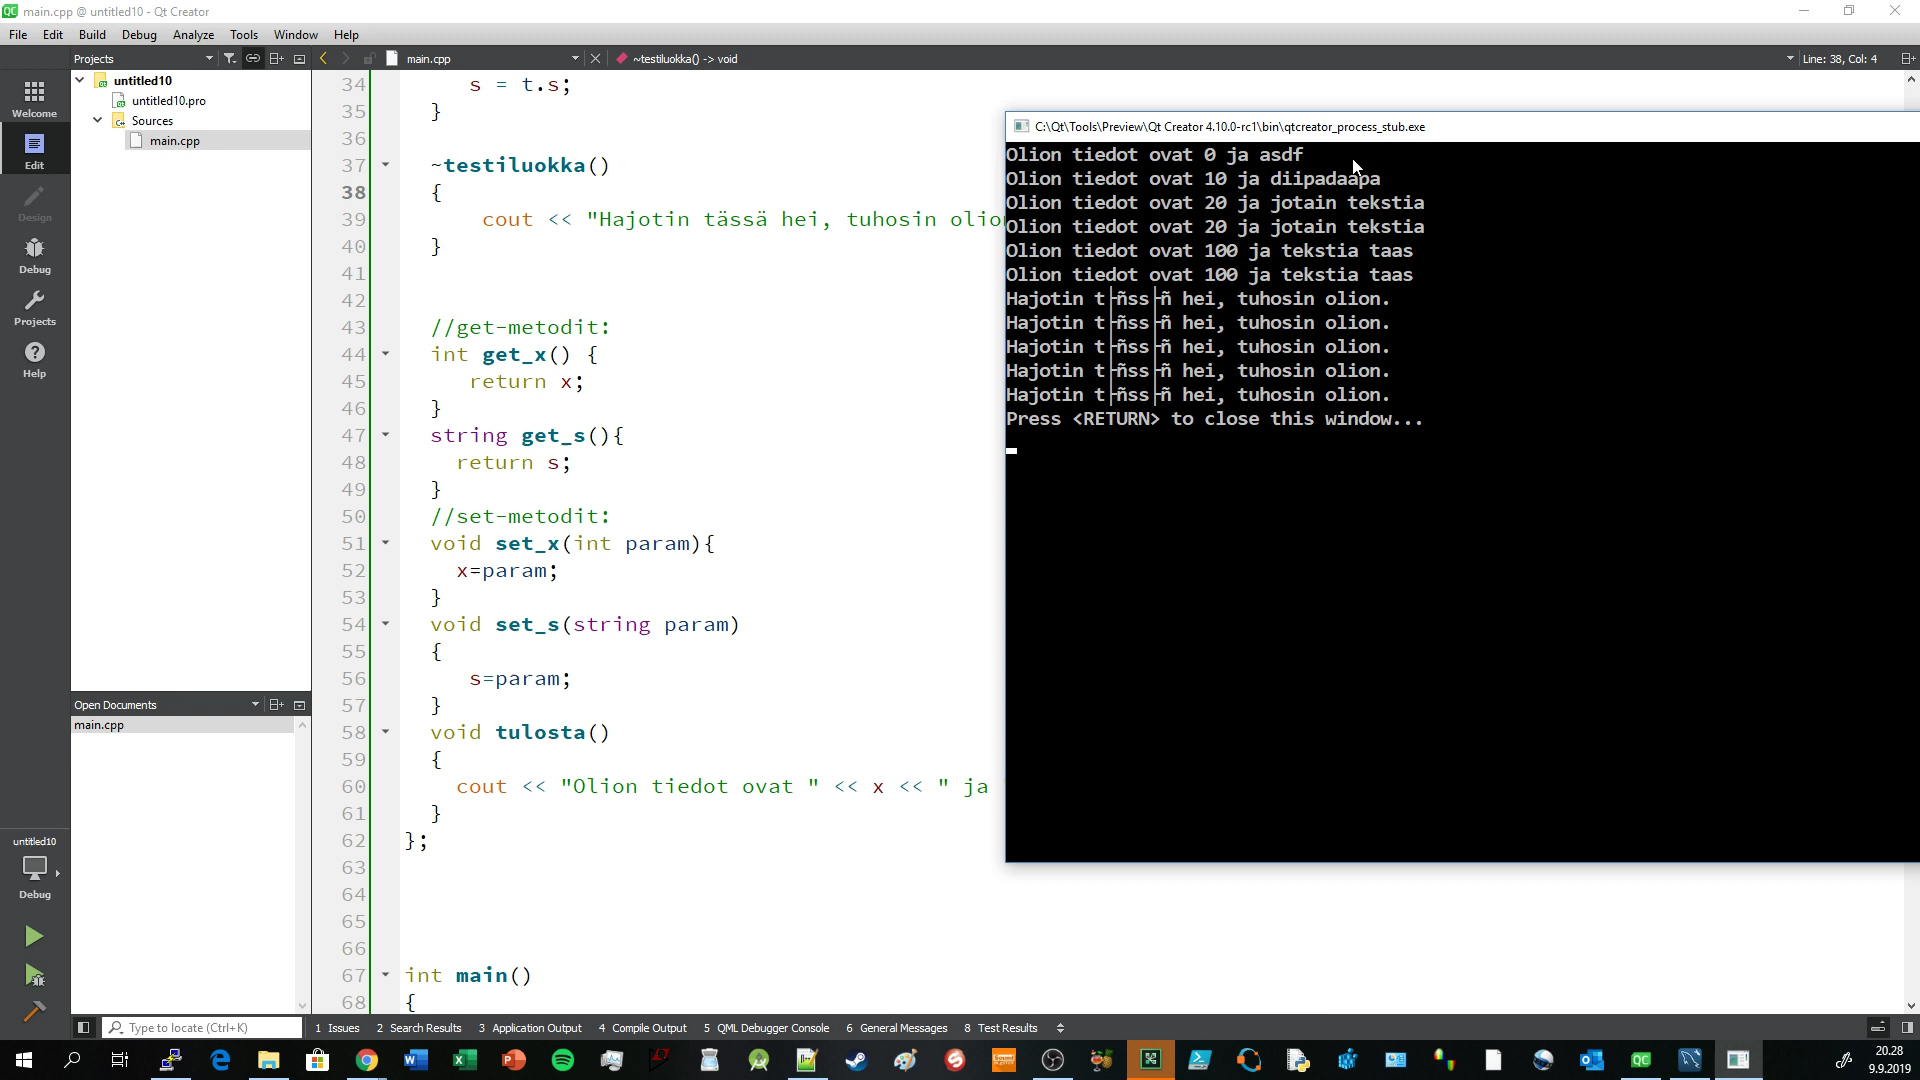 main.cpp @ untitled10 - Qt Creator
File Edit Build Debug Analyze Tools Window Help
Projects
main.cpp
~testiluokka() -> void
Line: 38, Col: 4
Welcome
Edit
Design
Debug
Projects
Help
untitled10
untitled10.pro
Sources
main.cpp
Open Documents
main.cpp
34 s = t.s;
35 }
36
37 ~testiluokka()
38 {
39 cout << "Hajotin tässä hei, tuhosin olio
40 }
41
42
43 //get-metodit:
44 int get_x() {
45 return x;
46 }
47 string get_s(){
48 return s;
49 }
50 //set-metodit:
51 void set_x(int param){
52 x=param;
53 }
54 void set_s(string param)
55 {
56 s=param;
57 }
58 void tulosta()
59 {
60 cout << "Olion tiedot ovat " << x << " ja
61 }
62 };
63
64
65
66
67 int main()
68 {
C:\Qt\Tools\Preview\Qt Creator 4.10.0-rc1\bin\qtcreator_process_stub.exe
Olion tiedot ovat 0 ja asdf
Olion tiedot ovat 10 ja diipadaapa
Olion tiedot ovat 20 ja jotain tekstia
Olion tiedot ovat 20 ja jotain tekstia
Olion tiedot ovat 100 ja tekstia taas
Olion tiedot ovat 100 ja tekstia taas
Hajotin t├ñss├ñ hei, tuhosin olion.
Hajotin t├ñss├ñ hei, tuhosin olion.
Hajotin t├ñss├ñ hei, tuhosin olion.
Hajotin t├ñss├ñ hei, tuhosin olion.
Hajotin t├ñss├ñ hei, tuhosin olion.
Press <RETURN> to close this window...
untitled10
Debug
Type to locate (Ctrl+K)
1 Issues 2 Search Results 3 Application Output 4 Compile Output 5 QML Debugger Console 6 General Messages 8 Test Results
20.28
9.9.2019